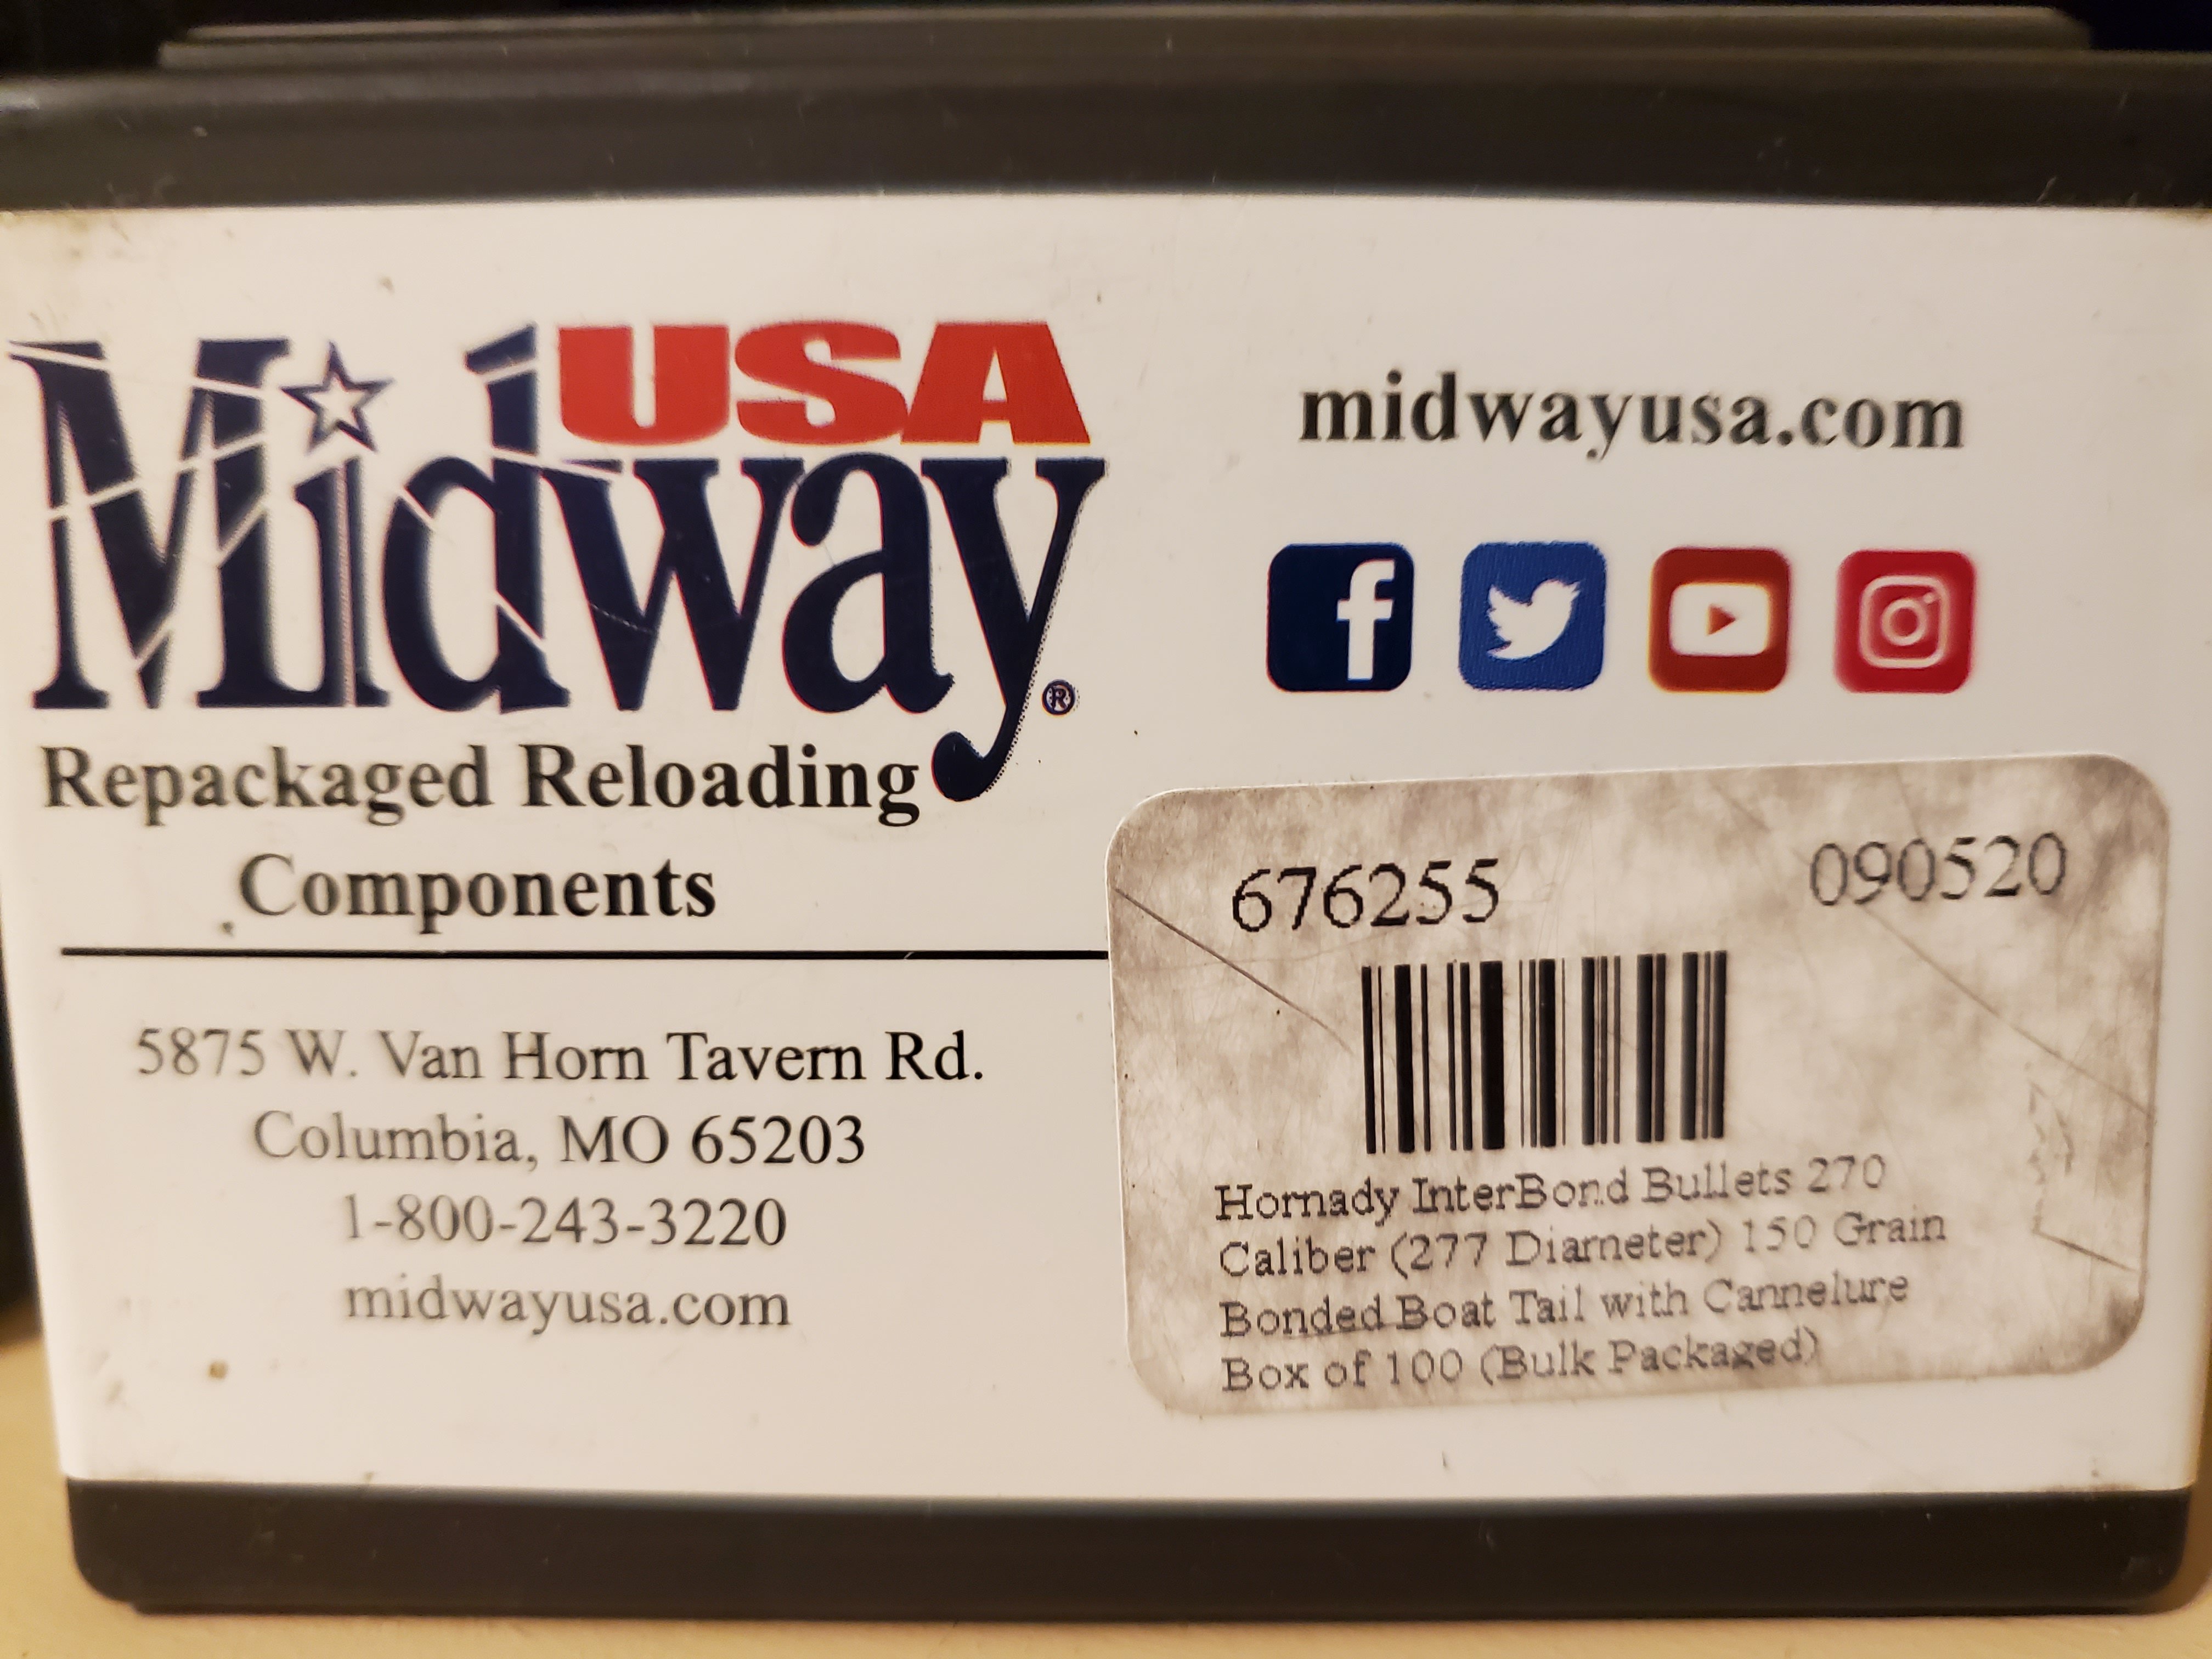 Midway USA ®
Repackaged Reloading
Components
5875 W. Van Horn Tavern Rd.
Columbia, MO 65203
1-800-243-3220
midwayusa.com
midwayusa.com
f
676255 090520
Hornady InterBond Bullets 270
Caliber (277 Diameter) 150 Grain
Bonded Boat Tail with Cannelure
Box of 100 (Bulk Packaged)